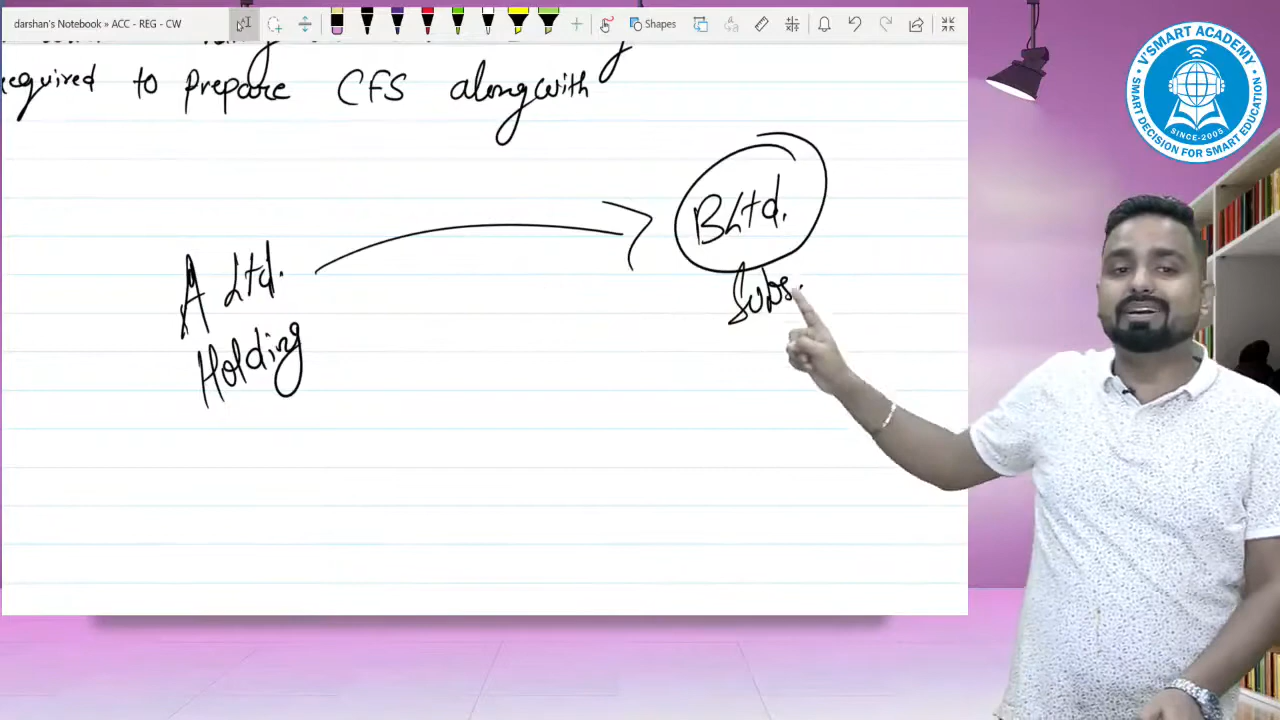 darshan's Notebook » ACC - REG - CW
Shapes
required to prepare CFS alongwith
A Ltd.
Holding
B Ltd.
Subs.
V'SMART ACADEMY
SINCE-2005
SMART DECISION FOR SMART EDUCATION